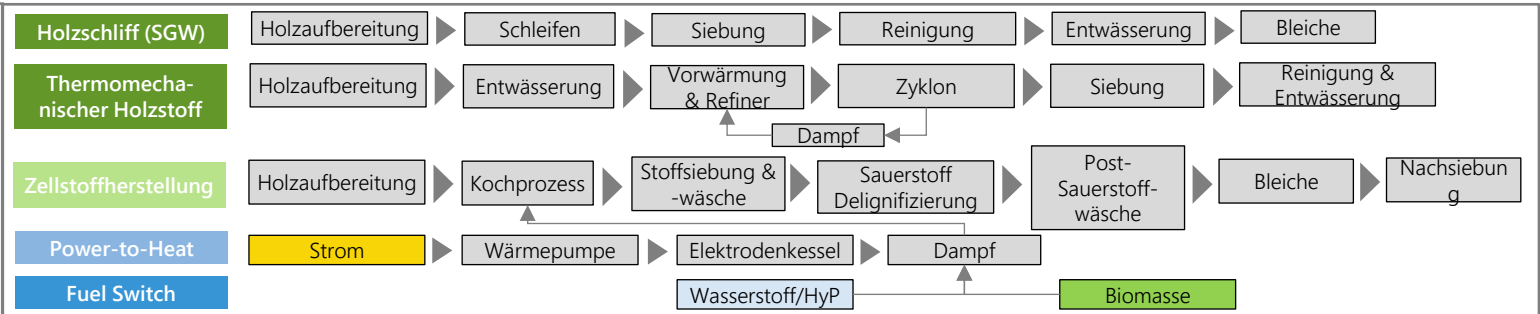 Holzschliff (SGW)
Holzaufbereitung
Schleifen
Siebung
Reinigung
Entwässerung
Bleiche
Thermomecha-
nischer Holzstoff
Holzaufbereitung
Entwässerung
Vorwärmung
& Refiner
Zyklon
Siebung
Reinigung &
Entwässerung
Dampf
Zellstoffherstellung
Holzaufbereitung
Kochprozess
Stoffsiebung &
-wäsche
Sauerstoff
Delignifizierung
Post-
Sauerstoff-
wäsche
Bleiche
Nachsiebun
g
Power-to-Heat
Strom
Wärmepumpe
Elektrodenkessel
Dampf
Fuel Switch
Wasserstoff/HyP
Biomasse